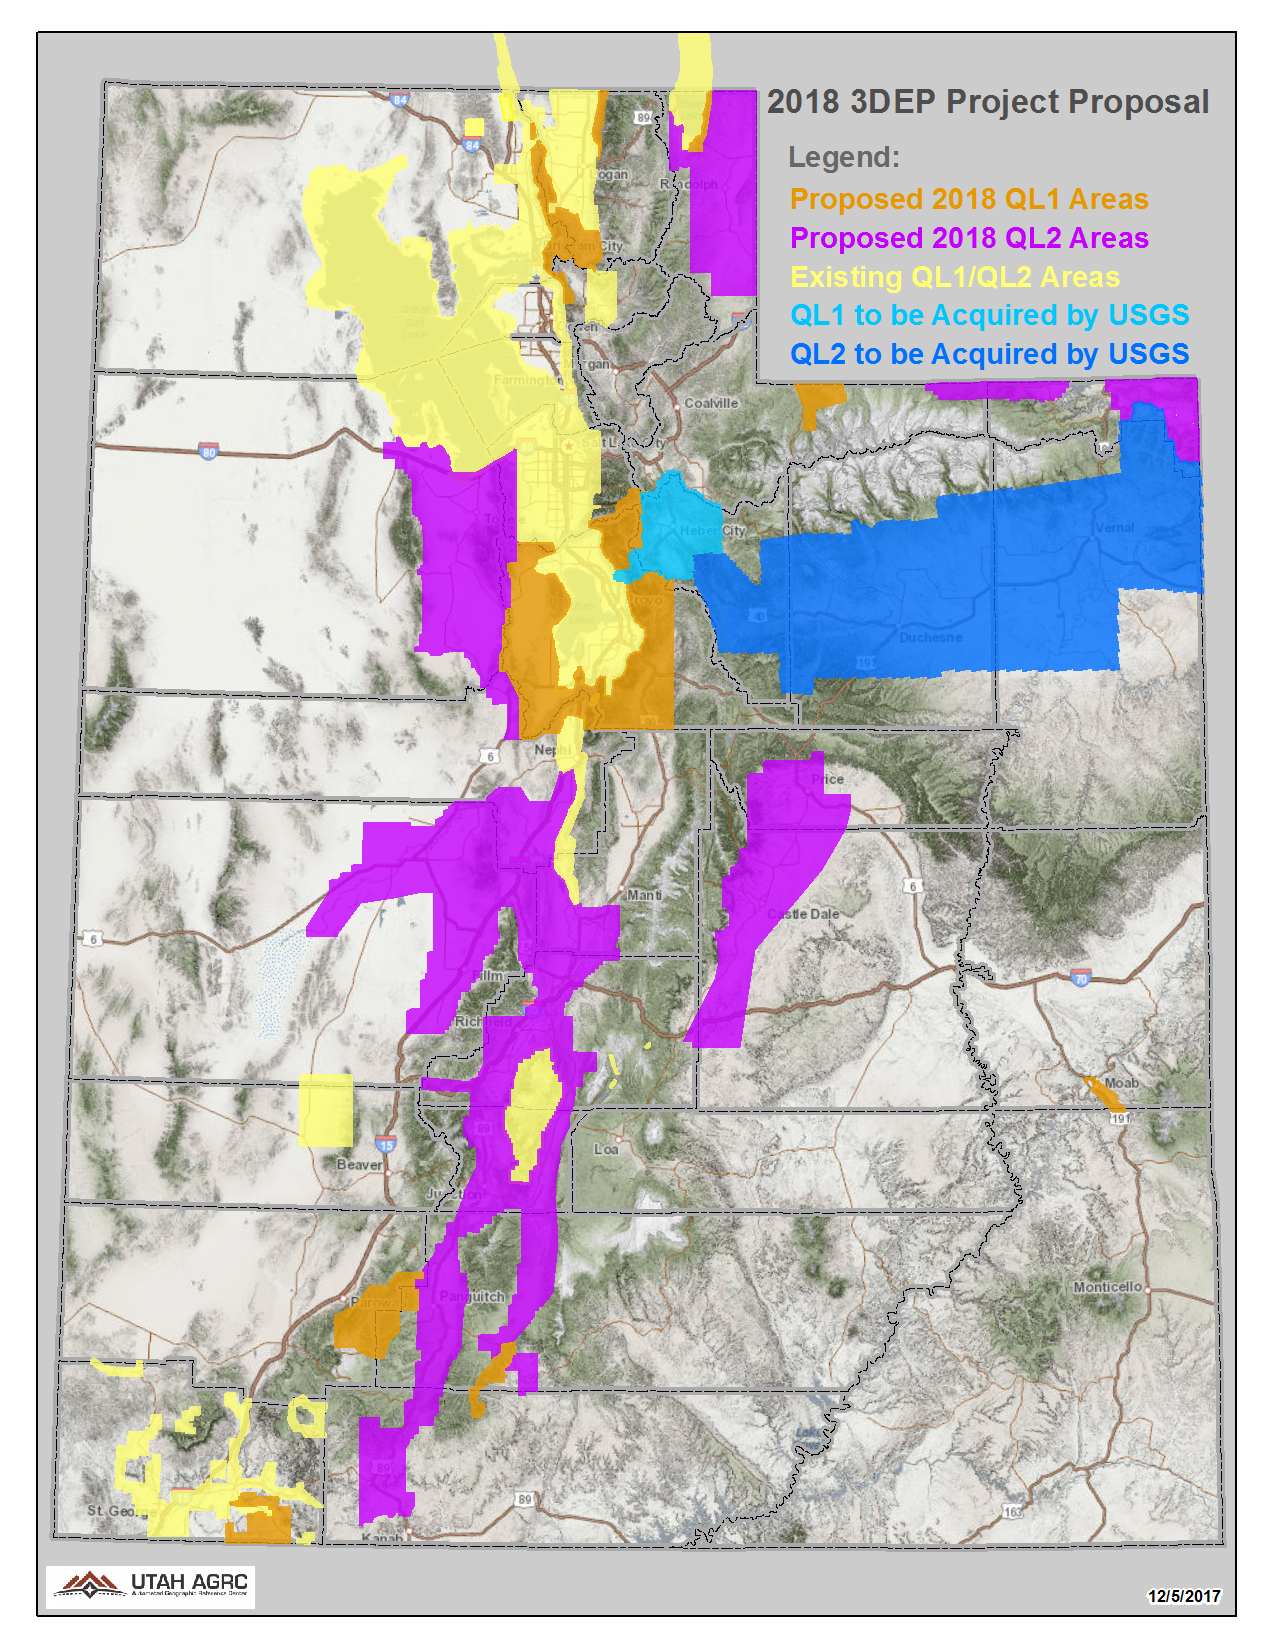 2018 3DEP Project Proposal
Legend:
Proposed 2018 QL1 Areas
Proposed 2018 QL2 Areas
Existing QL1/QL2 Areas
QL1 to be Acquired by USGS
QL2 to be Acquired by USGS
84
89
84
Logan
Randolph
Brigham City
Morgan
Farmington
Coalville
Salt Lake City
80
Heber City
Vernal
Provo
40
Duchesne
191
6
Nephi
Price
6
Manti
Castle Dale
6
70
Richfield
Moab
191
89
15
Loa
Beaver
Junction
Monticello
Parowan
Panguitch
Lake
89
St. George
15
89
163
Kanab
UTAH AGRC
Automated Geographic Reference Center
12/5/2017